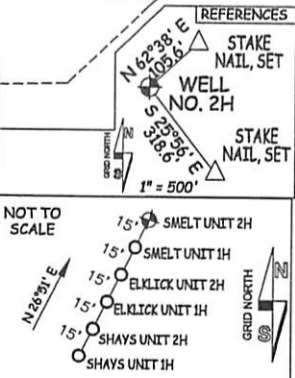 REFERENCES
N 62°38' E
105.6'
STAKE
NAIL, SET
WELL
NO. 2H
S 25°56' E
318.6'
STAKE
NAIL, SET
GRID NORTH
N
S
1" = 500'
NOT TO
SCALE
N 26°51' E
15'
15'
15'
15'
15'
SMELT UNIT 2H
SMELT UNIT 1H
ELKLICK UNIT 2H
ELKLICK UNIT 1H
SHAYS UNIT 2H
SHAYS UNIT 1H
GRID NORTH
N
S